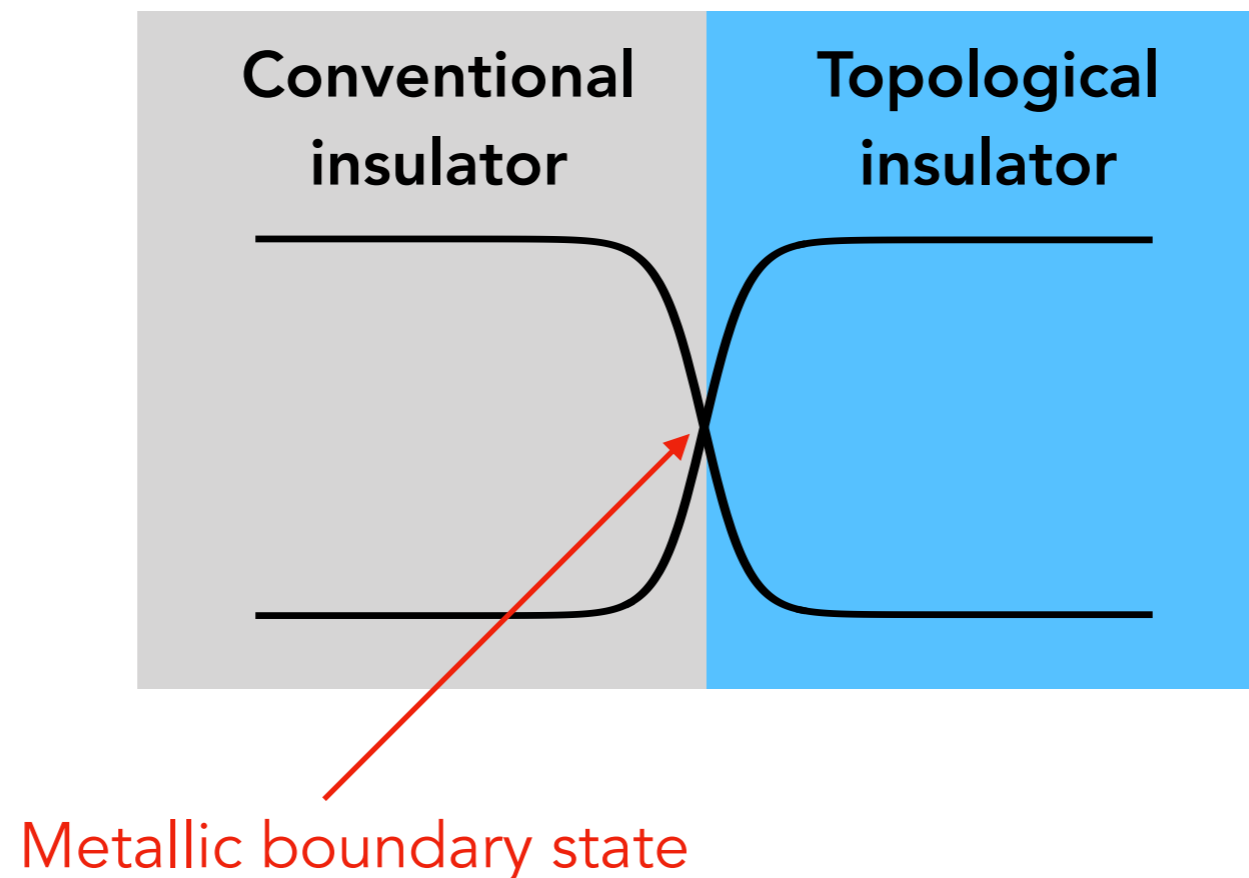 Conventional
insulator
Topological
insulator
Metallic boundary state